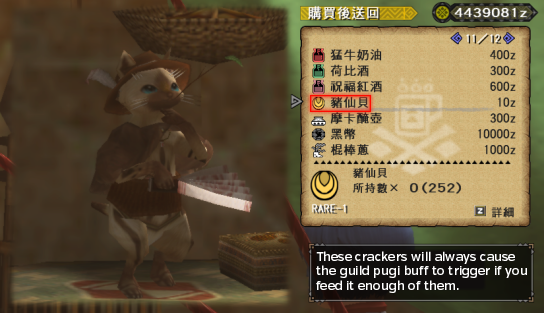 購買後送回
4439081z
11/12
猛牛奶油 400z
荷比酒 300z
祝福紅酒 600z
豬仙貝 10z
摩卡醃壺 300z
黑幣 10000z
棍棒蔥 1000z
豬仙貝
所持數× 0(252)
RARE-1
Z 詳細
These crackers will always cause
the guild pugi buff to trigger if you
feed it enough of them.